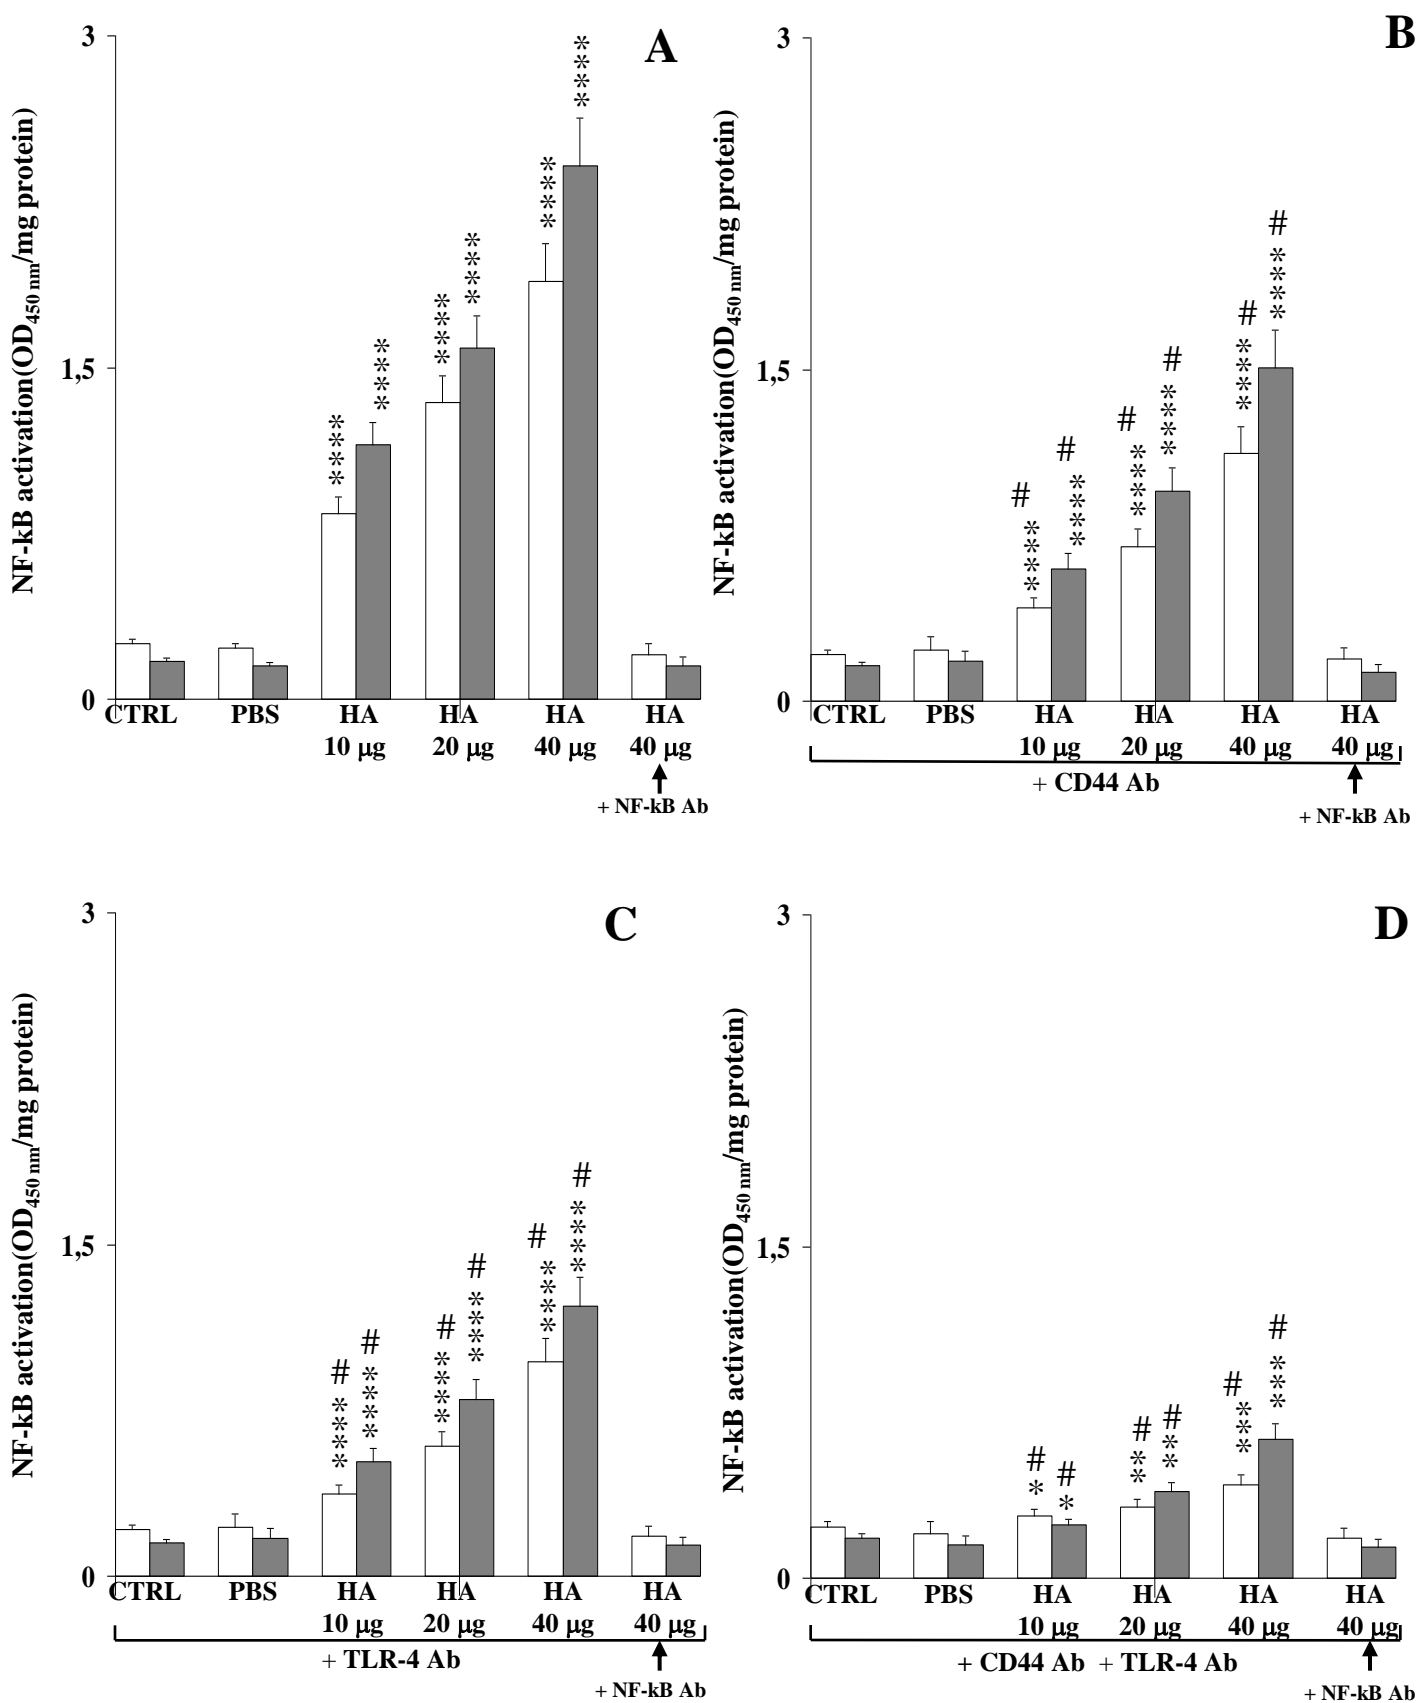 A
NF-kB activation(OD450 nm/mg protein)
3
1,5
0
****
****
****
****
****
****
CTRL PBS HA HA HA HA
10 µg 20 µg 40 µg 40 µg
+ NF-kB Ab
B
NF-kB activation(OD450 nm/mg protein)
3
1,5
0
# # # # # #
****
****
****
****
****
****
CTRL PBS HA HA HA HA
10 µg 20 µg 40 µg 40 µg
+ CD44 Ab
+ NF-kB Ab
C
NF-kB activation(OD450 nm/mg protein)
3
1,5
0
# # # # # #
****
****
****
****
****
****
CTRL PBS HA HA HA HA
10 µg 20 µg 40 µg 40 µg
+ TLR-4 Ab
+ NF-kB Ab
D
NF-kB activation(OD450 nm/mg protein)
3
1,5
0
# # # # # #
*
*
**
**
***
***
CTRL PBS HA HA HA HA
10 µg 20 µg 40 µg 40 µg
+ CD44 Ab + TLR-4 Ab
+ NF-kB Ab